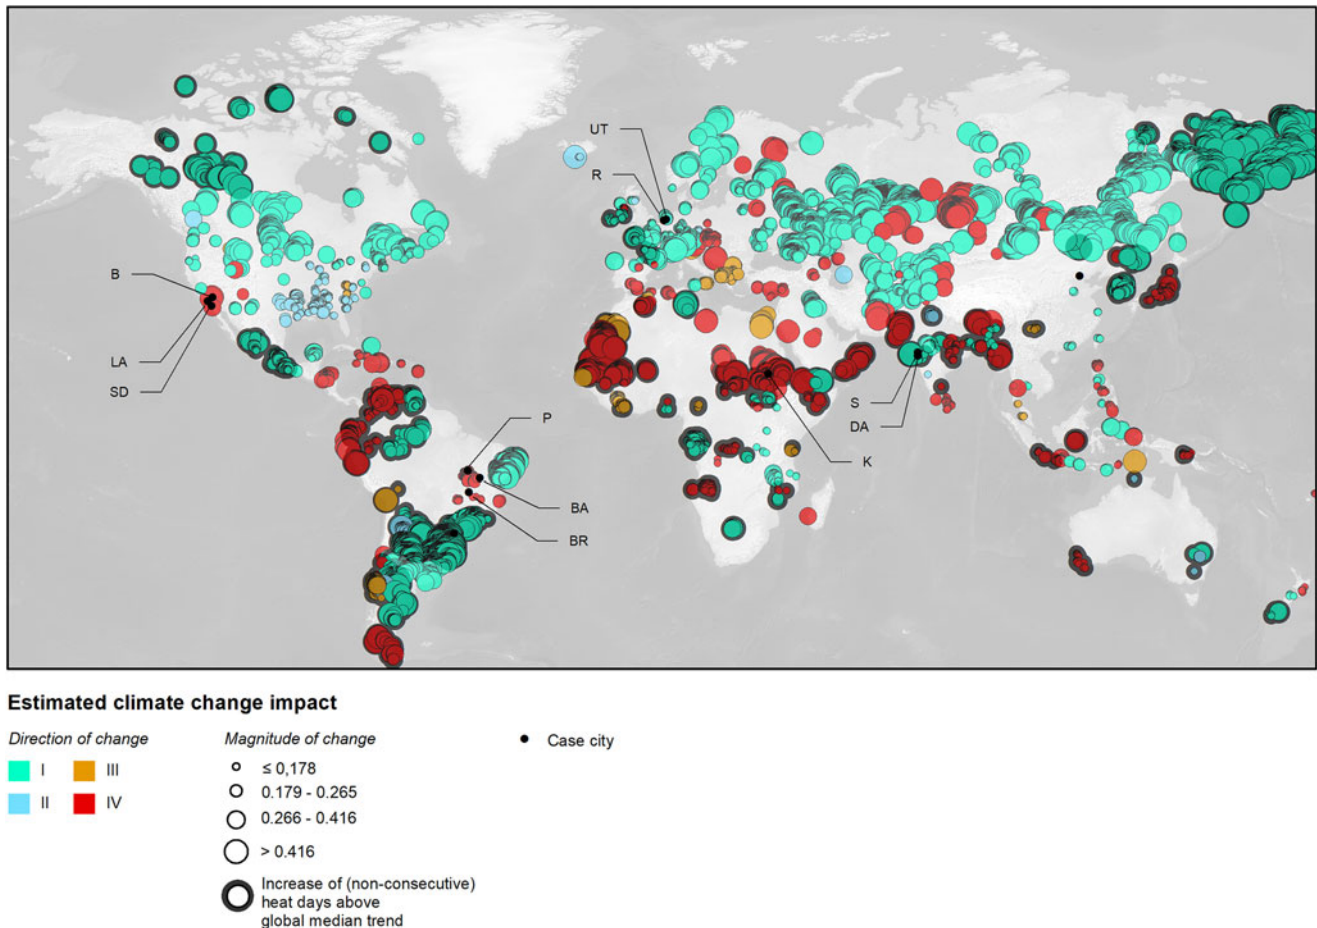 UT
R
B
LA
SD
P
S
DA
K
BA
BR
Estimated climate change impact
Direction of change
I
III
II
IV
Magnitude of change
≤ 0,178
0.179 - 0.265
0.266 - 0.416
> 0.416
Increase of (non-consecutive)
heat days above
global median trend
Case city